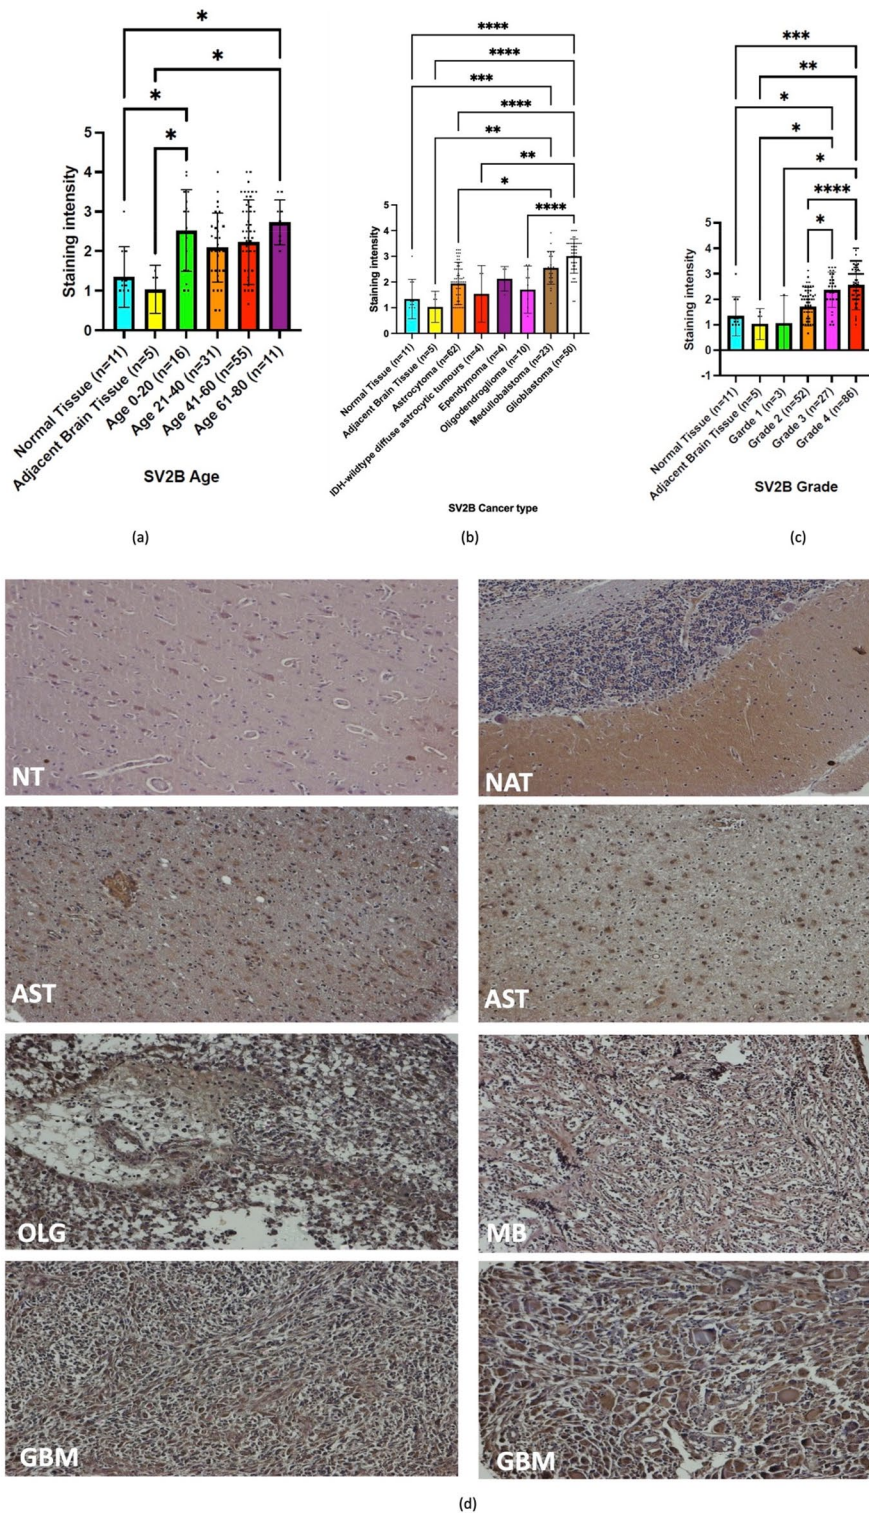 *
*
*
*
5
4
3
2
1
0
Staining intensity
Normal Tissue (n=11)
Adjacent Brain Tissue (n=5)
Age 0-20 (n=16)
Age 21-40 (n=31)
Age 41-60 (n=55)
Age 61-80 (n=11)
SV2B Age
(a)
****
****
***
****
**
**
*
****
5
4
3
2
1
0
Staining intensity
Normal Tissue (n=11)
Adjacent Brain Tissue (n=5)
Astrocytoma (n=62)
IDH-wildtype diffuse astrocytic tumours (n=4)
Ependymoma (n=4)
Oligodendroglioma (n=10)
Medullobalstoma (n=23)
Glioblastoma (n=50)
SV2B Cancer type
(b)
***
**
*
*
*
****
*
5
4
3
2
1
0
-1
Staining intensity
Normal Tissue (n=11)
Adjacent Brain Tissue (n=5)
Garde 1 (n=3)
Grade 2 (n=52)
Grade 3 (n=27)
Grade 4 (n=86)
SV2B Grade
(c)
NT
NAT
AST
AST
OLG
MB
GBM
GBM
(d)